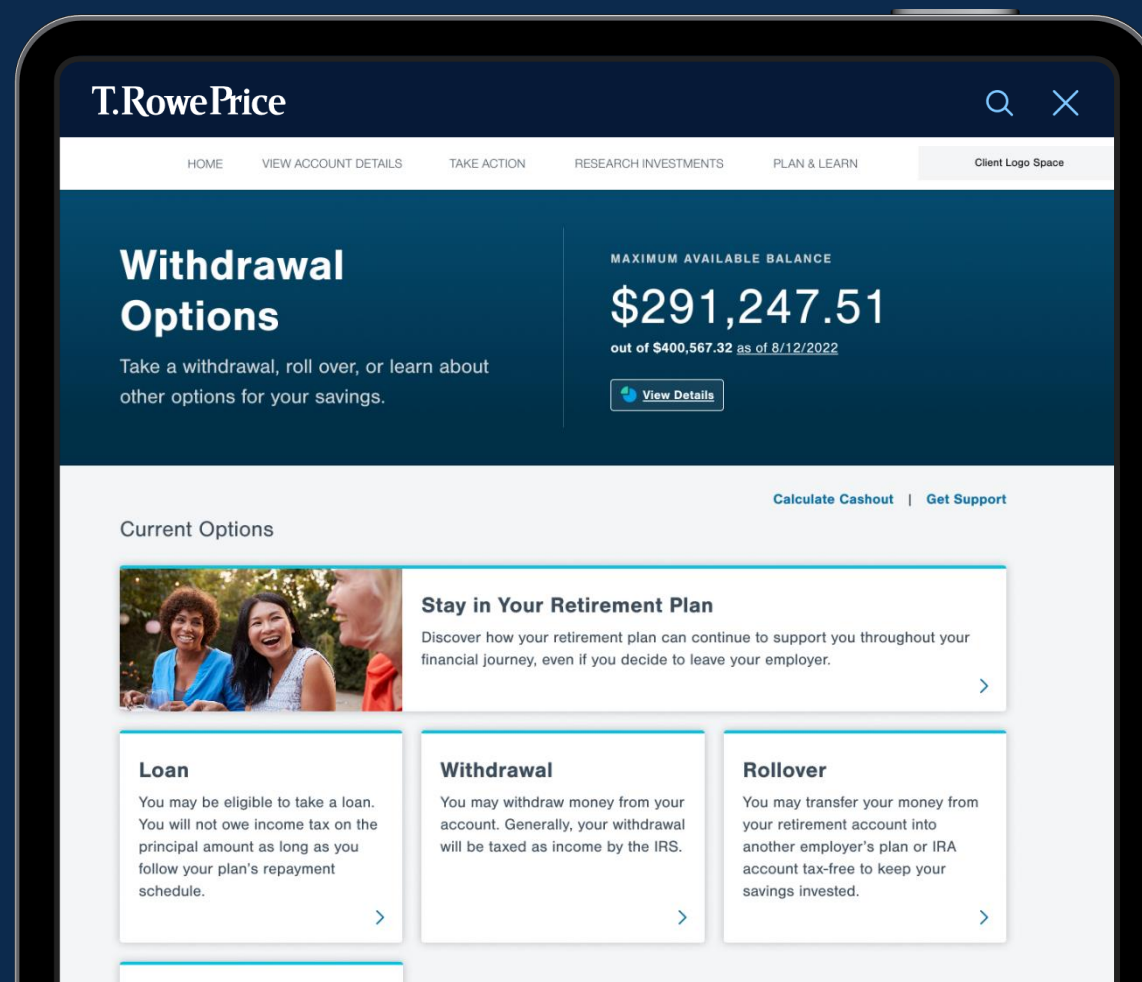 T.RowePrice
HOME
VIEW ACCOUNT DETAILS
TAKE ACTION
RESEARCH INVESTMENTS
PLAN & LEARN
Client Logo Space
Withdrawal
Options
Take a withdrawal, roll over, or learn about
other options for your savings.
MAXIMUM AVAILABLE BALANCE
$291,247.51
out of $400,567.32 as of 8/12/2022
View Details
Calculate Cashout | Get Support
Current Options
Stay in Your Retirement Plan
Discover how your retirement plan can continue to support you throughout your
financial journey, even if you decide to leave your employer.
Loan
You may be eligible to take a loan.
You will not owe income tax on the
principal amount as long as you
follow your plan's repayment
schedule.
Withdrawal
You may withdraw money from your
account. Generally, your withdrawal
will be taxed as income by the IRS.
Rollover
You may transfer your money from
your retirement account into
another employer's plan or IRA
account tax-free to keep your
savings invested.